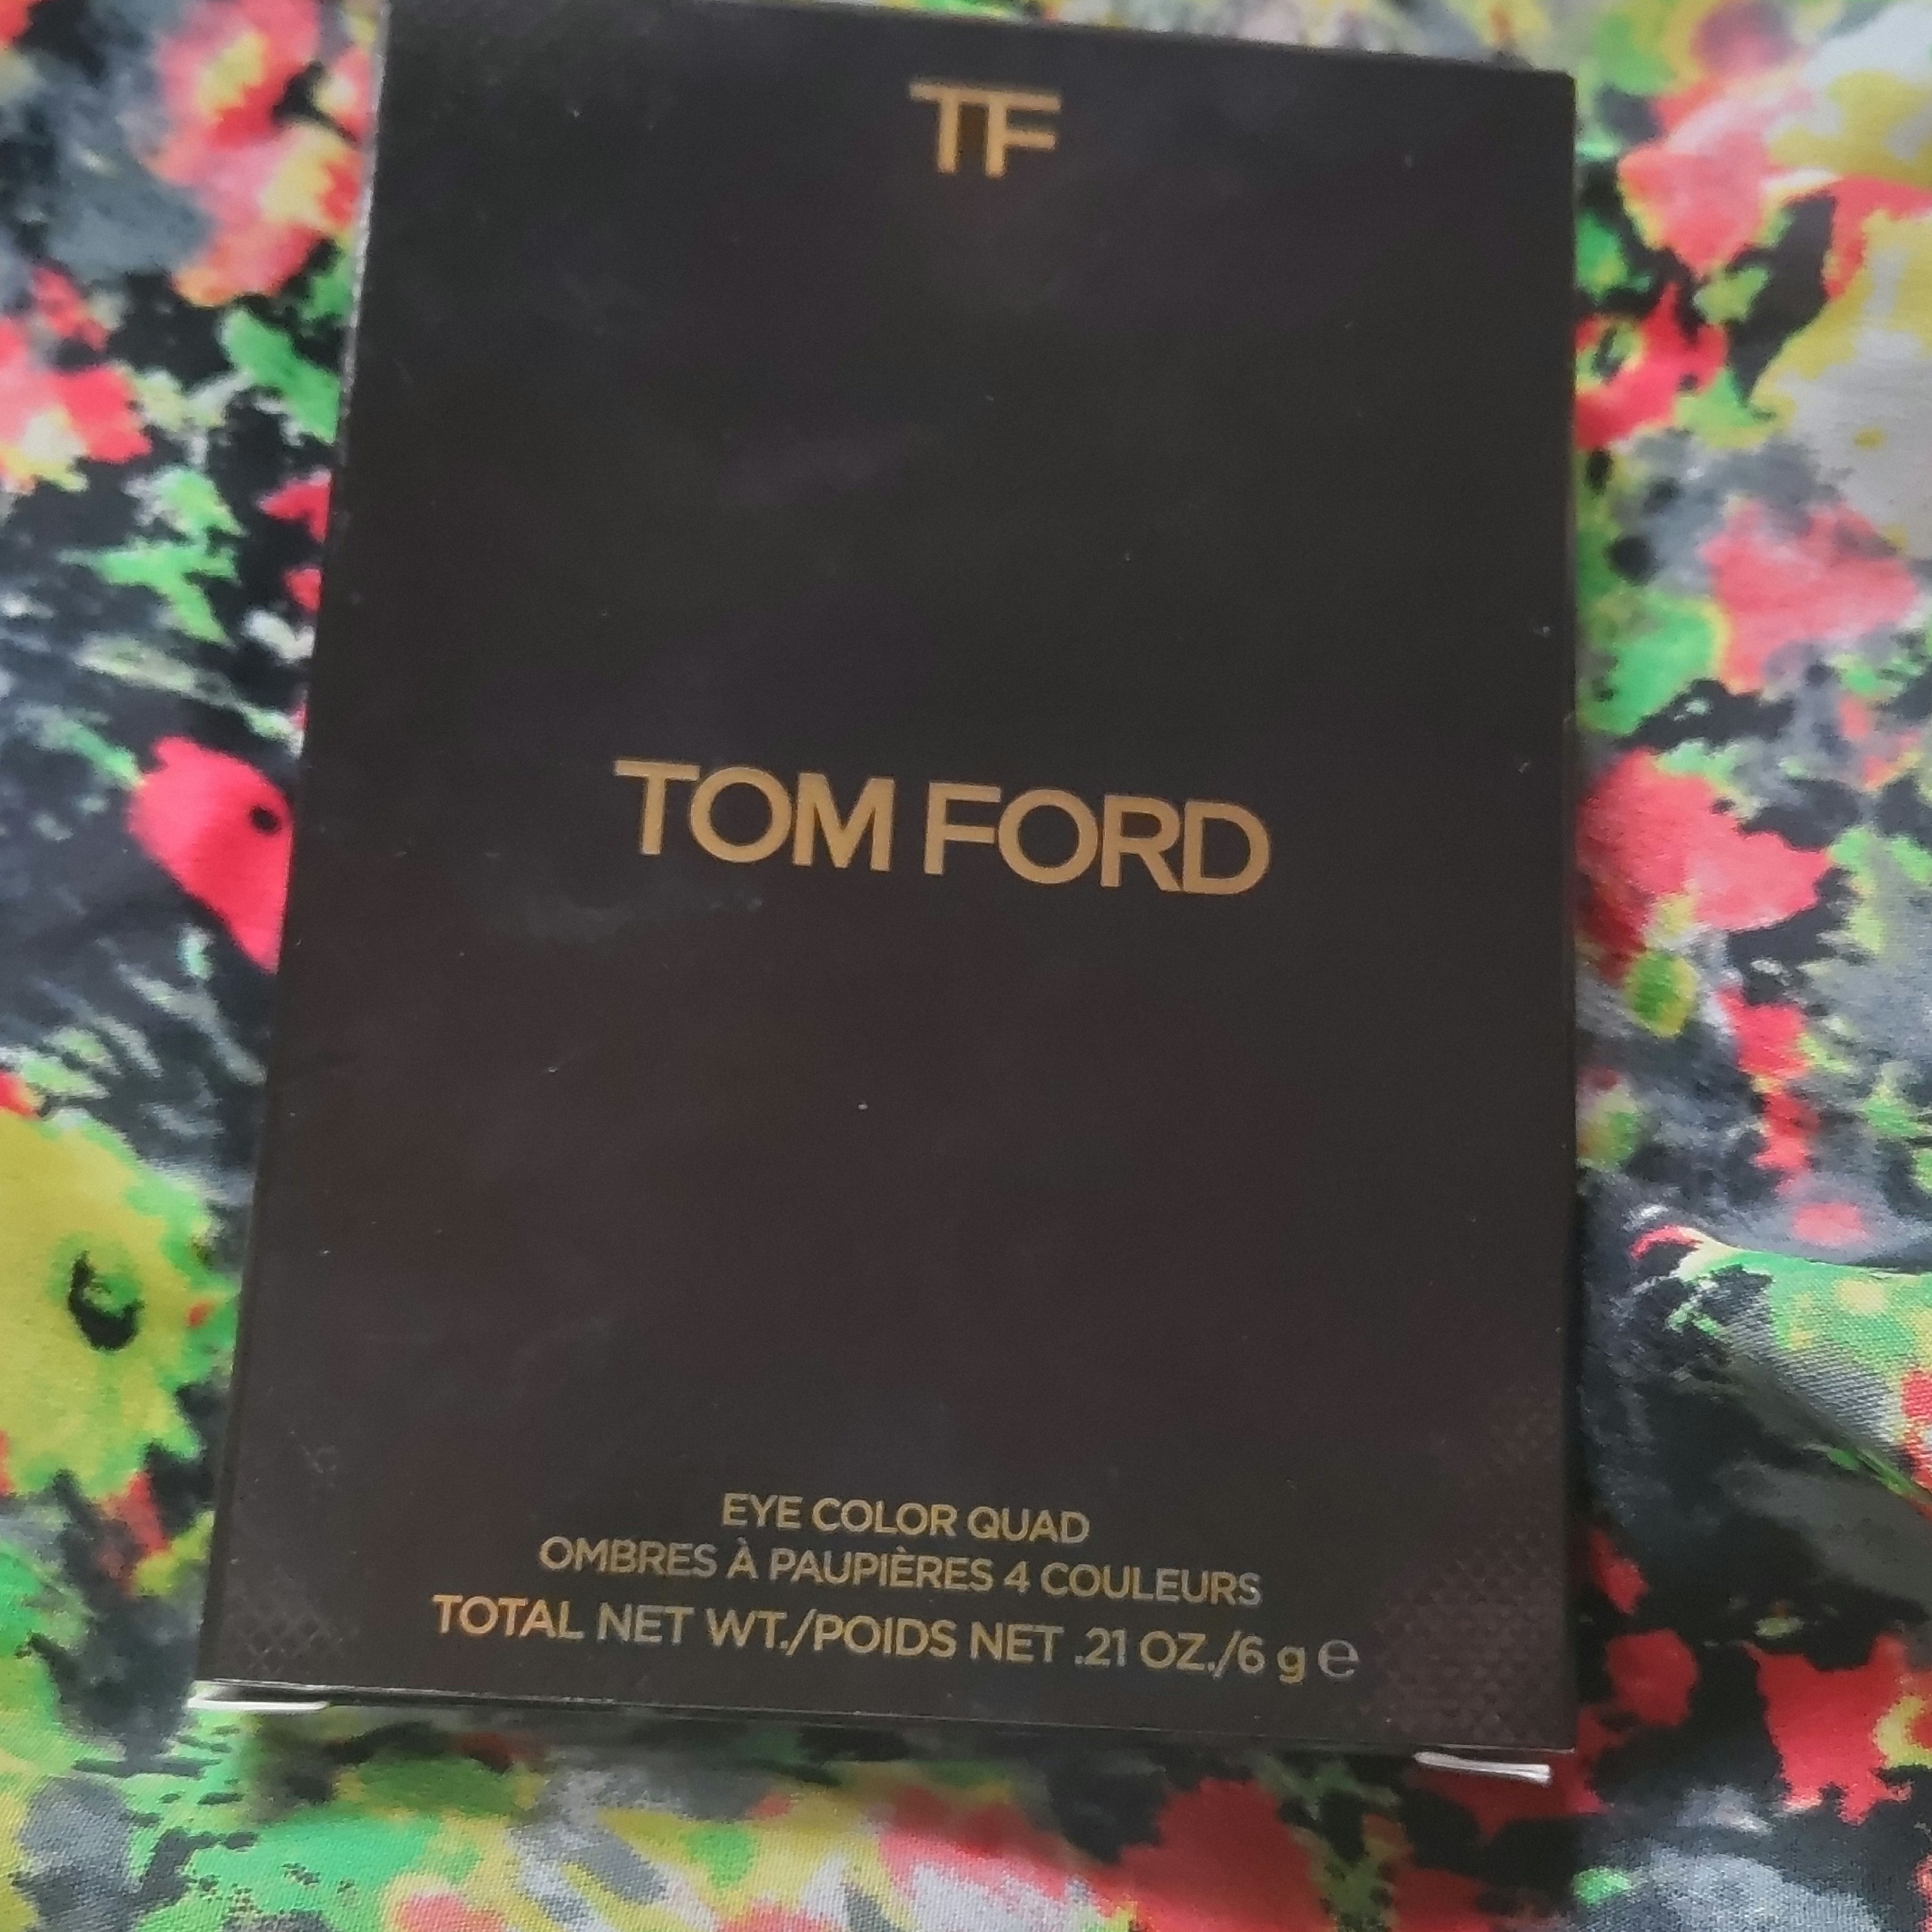 TF
TOM FORD
EYE COLOR QUAD
OMBRES À PAUPIÈRES 4 COULEURS
TOTAL NET WT./POIDS NET .21 OZ./6 g ℮